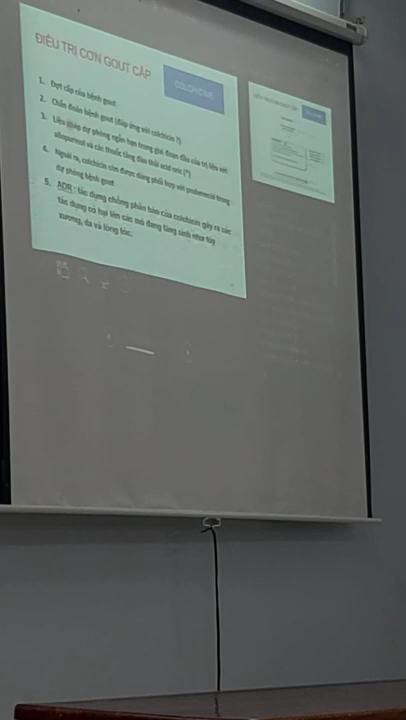 ĐIỀU TRỊ CƠN GOUT CẤP
COLCHICINE
1. Đợt cấp của bệnh gout
2. Chẩn đoán bệnh gout (đáp ứng với colchicin ?)
3. Liệu pháp dự phòng ngắn hạn trong giai đoạn đầu của trị liệu với
allopurinol và các thuốc tăng đào thải acid uric (*)
4. Ngoài ra, colchicin còn được dùng phối hợp với probenecid trong
dự phòng bệnh gout
5. ADR : tác dụng chống phân bào của colchicin gây ra các
tác dụng có hại lên các mô đang tăng sinh như tủy
xương, da và lông tóc.